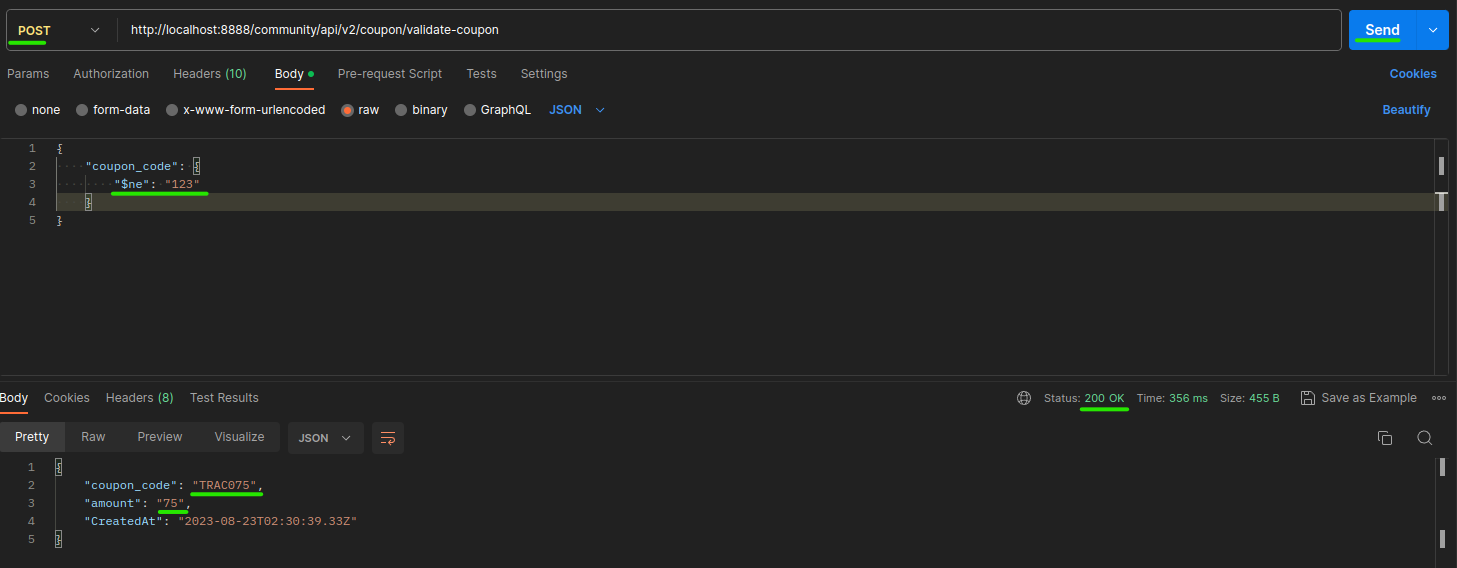 POST http://localhost:8888/community/api/v2/coupon/validate-coupon Send
Params Authorization Headers (10) Body Pre-request Script Tests Settings Cookies
none form-data x-www-form-urlencoded raw binary GraphQL JSON Beautify
1 {
2 "coupon_code": {
3 "$ne": "123"
4 }
5 }
Body Cookies Headers (8) Test Results Status: 200 OK Time: 356 ms Size: 455 B Save as Example
Pretty Raw Preview Visualize JSON
1 {
2 "coupon_code": "TRAC075",
3 "amount": "75",
4 "CreatedAt": "2023-08-23T02:30:39.33Z"
5 }